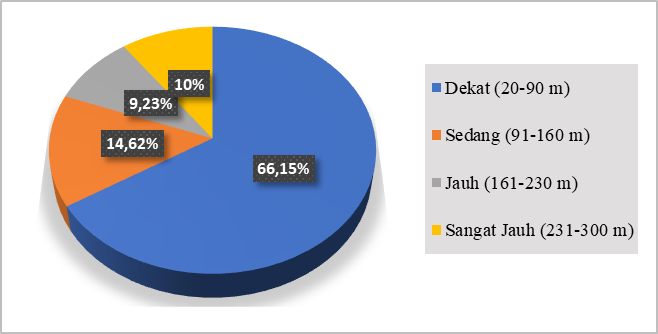 10%
9,23%
14,62%
66,15%
Dekat (20-90 m)
Sedang (91-160 m)
Jauh (161-230 m)
Sangat Jauh (231-300 m)